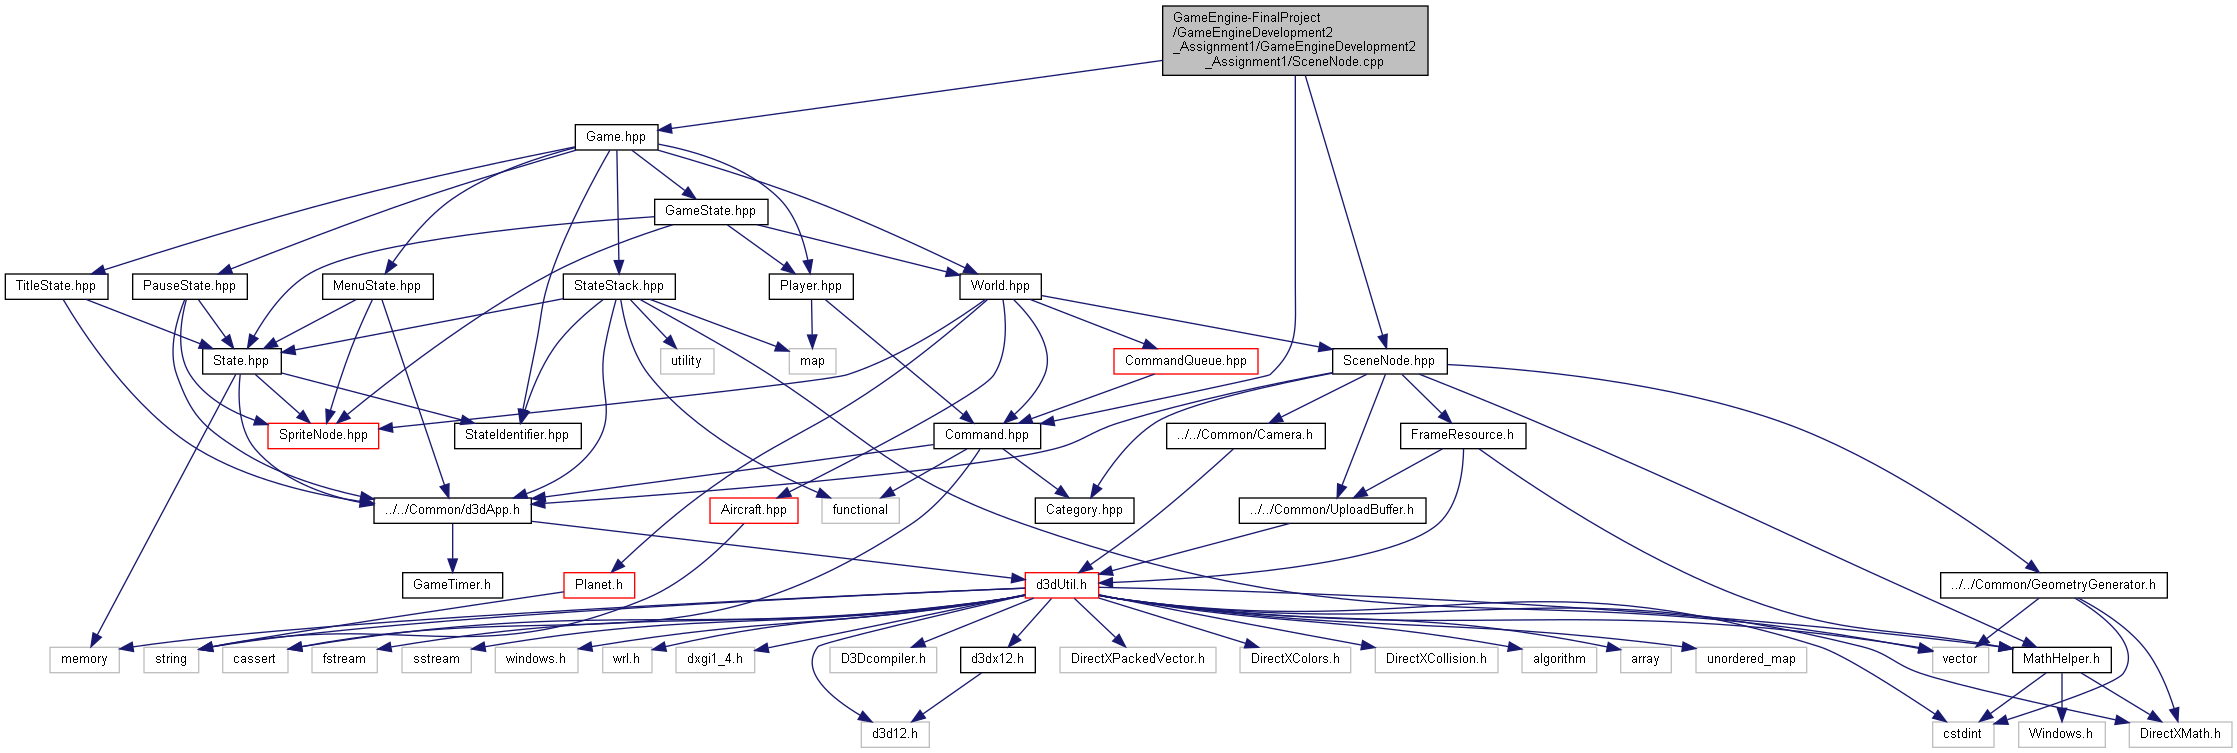 GameEngine-FinalProject
/GameEngineDevelopment2
_Assignment1/GameEngineDevelopment2
_Assignment1/SceneNode.cpp
Game.hpp
GameState.hpp
TitleState.hpp
PauseState.hpp
MenuState.hpp
StateStack.hpp
Player.hpp
World.hpp
State.hpp
utility
map
CommandQueue.hpp
SceneNode.hpp
SpriteNode.hpp
StateIdentifier.hpp
Command.hpp
../../Common/Camera.h
FrameResource.h
../../Common/d3dApp.h
Aircraft.hpp
functional
Category.hpp
../../Common/UploadBuffer.h
GameTimer.h
Planet.h
d3dUtil.h
../../Common/GeometryGenerator.h
memory
string
cassert
fstream
sstream
windows.h
wrl.h
dxgi1_4.h
D3Dcompiler.h
d3dx12.h
DirectXPackedVector.h
DirectXColors.h
DirectXCollision.h
algorithm
array
unordered_map
vector
MathHelper.h
d3d12.h
cstdint
Windows.h
DirectXMath.h